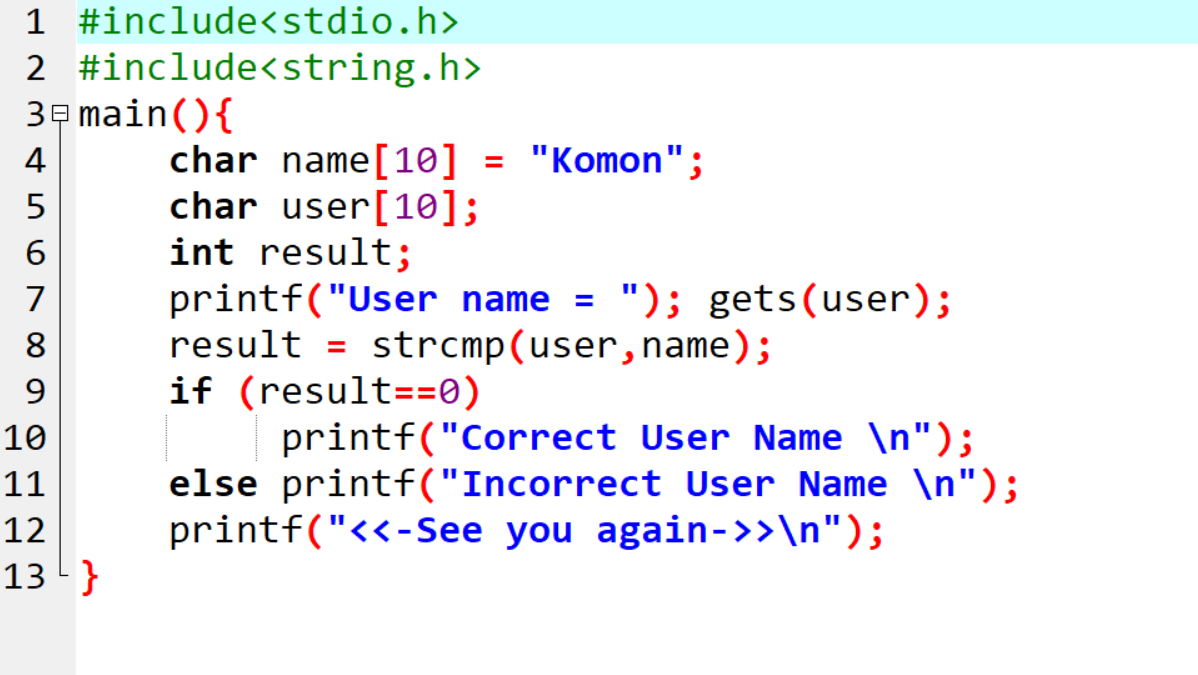 1 #include<stdio.h>
2 #include<string.h>
3 main(){
4 char name[10] = "Komon";
5 char user[10];
6 int result;
7 printf("User name = "); gets(user);
8 result = strcmp(user,name);
9 if (result==0)
10 printf("Correct User Name \n");
11 else printf("Incorrect User Name \n");
12 printf("<<-See you again->>\n");
13 }